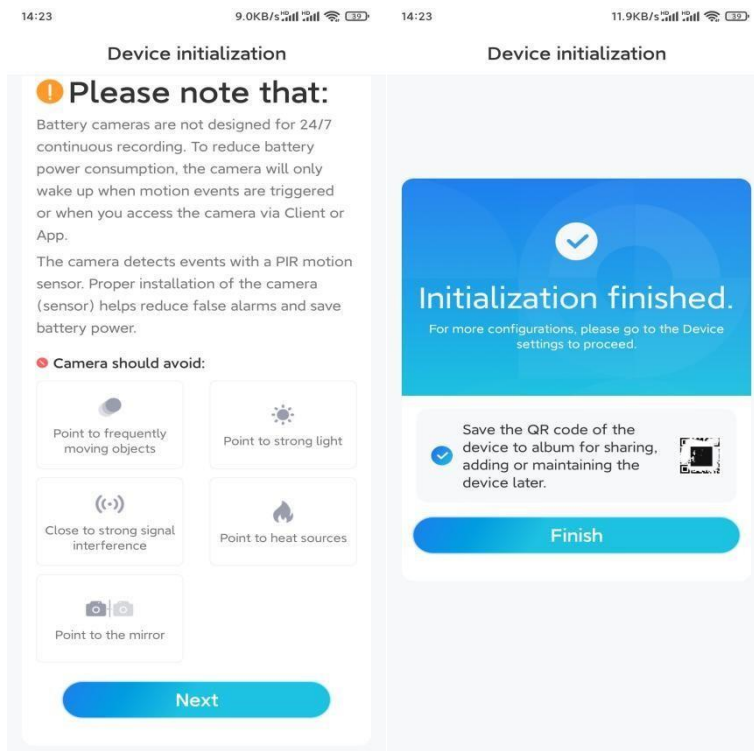 14:23
9.0KB/s
HD
HD
39
Device initialization
Please note that:
Battery cameras are not designed for 24/7
continuous recording. To reduce battery
power consumption, the camera will only
wake up when motion events are triggered
or when you access the camera via Client or
App.
The camera detects events with a PIR motion
sensor. Proper installation of the camera
(sensor) helps reduce false alarms and save
battery power.
Camera should avoid:
Point to frequently
moving objects
Point to strong light
Close to strong signal
interference
Point to heat sources
Point to the mirror
Next
14:23
11.9KB/s
HD
HD
39
Device initialization
Initialization finished.
For more configurations, please go to the Device
settings to proceed.
Save the QR code of the
device to album for sharing,
adding or maintaining the
device later.
Finish